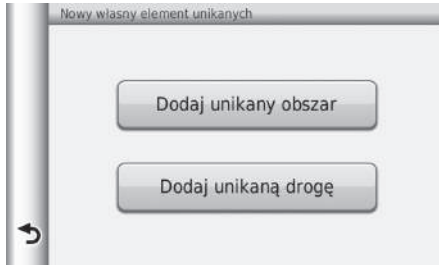 Nowy własny element unikanych
Dodaj unikany obszar
Dodaj unikaną drogę